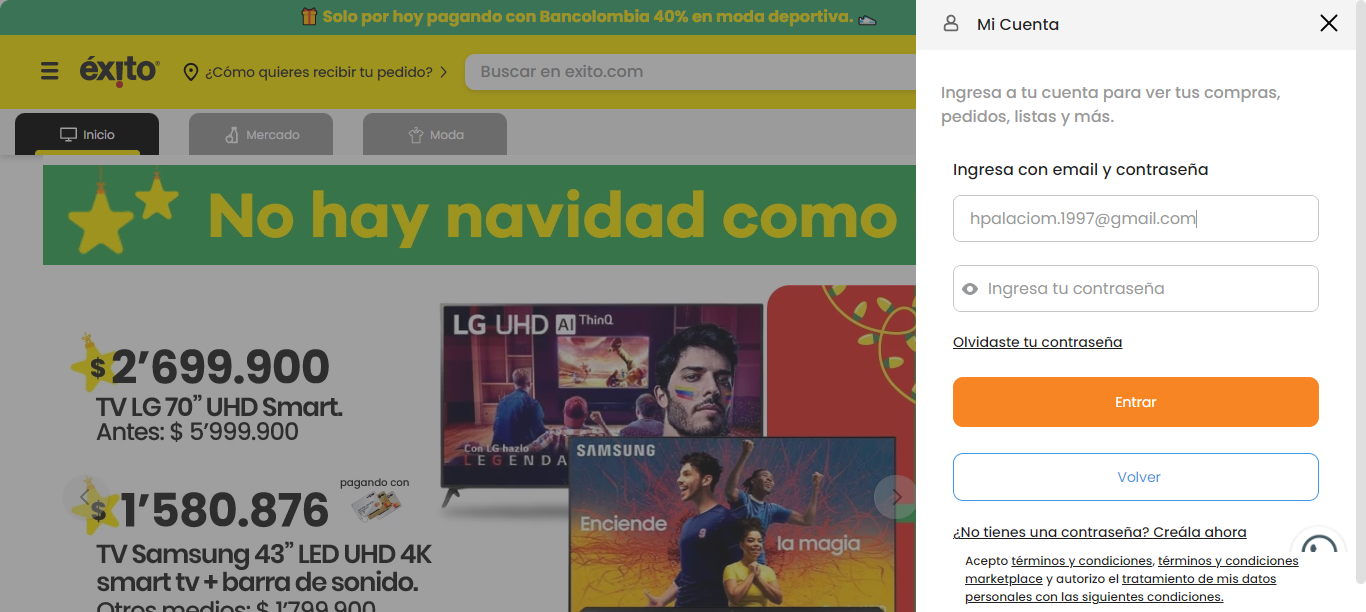 Solo por hoy pagando con Bancolombia 40% en moda deportiva.
Mi Cuenta
éxito
¿Cómo quieres recibir tu pedido?
Buscar en exito.com
Inicio
Mercado
Moda
Ingresa a tu cuenta para ver tus compras,
pedidos, listas y más.
Ingresa con email y contraseña
hpalaciom.1997@gmail.com
Ingresa tu contraseña
Olvidaste tu contraseña
Entrar
Volver
¿No tienes una contraseña? Creála ahora
Acepto términos y condiciones, términos y condiciones
marketplace y autorizo el tratamiento de mis datos
personales con las siguientes condiciones.
No hay navidad como
$2’699.900
TV LG 70” UHD Smart.
Antes: $ 5’999.900
LG UHD AI ThinQ
Con LG hazlo
LEGENDA
pagando con
$1’580.876
TV Samsung 43” LED UHD 4K
smart tv + barra de sonido.
Otros medios: $ 1’799.900
SAMSUNG
Enciende
la magia